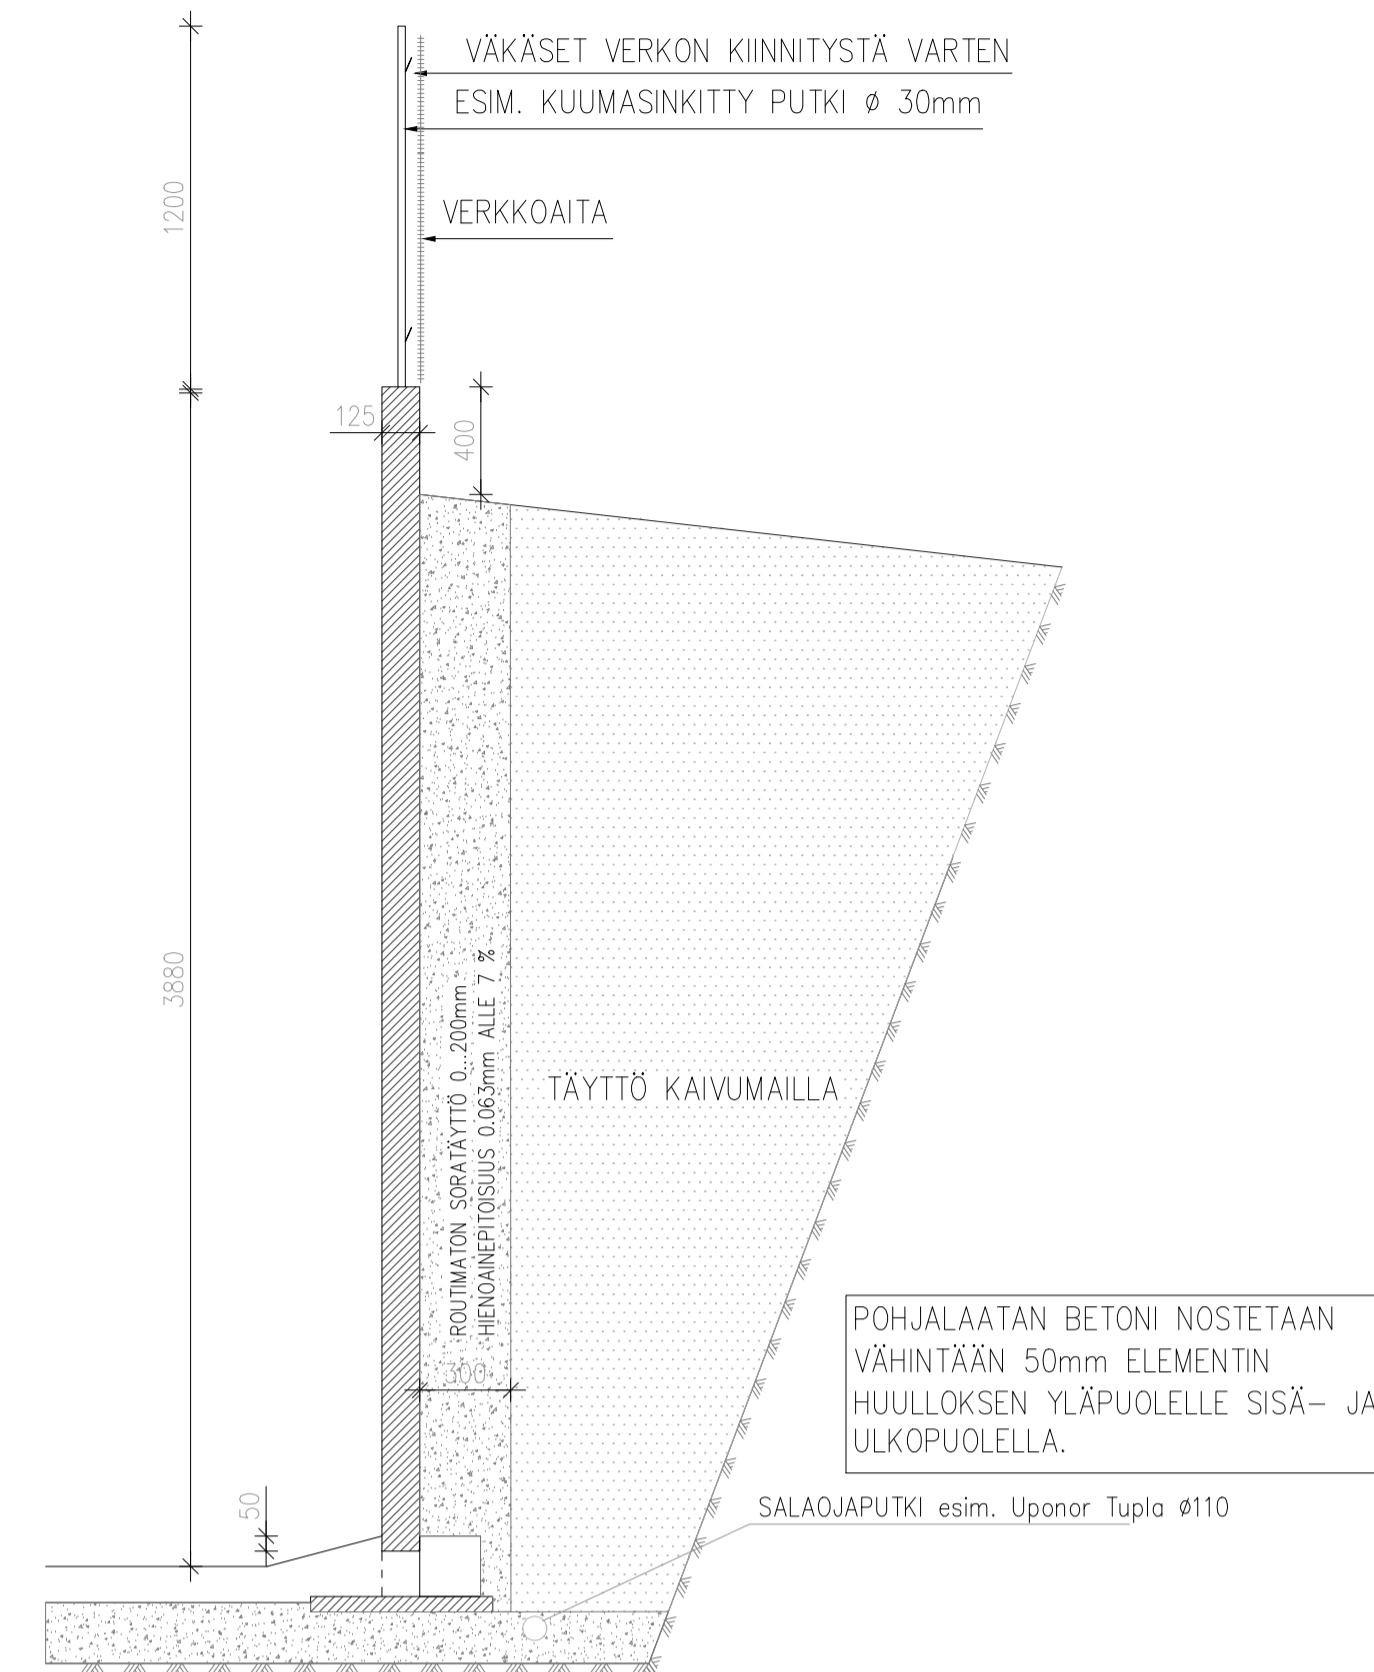 VÄKÄSET VERKON KIINNITYSTÄ VARTEN
ESIM. KUUMASINKITTY PUTKI Ø 30mm
1200
VERKKOAITA
125
400
3880
ROUTIMATON SORATÄYTTÖ 0...200mm
HIENOAINEPITOISUUS 0.063mm ALLE 7 %
TÄYTTÖ KAIVUMAILLA
300
POHJALAATAN BETONI NOSTETAAN
VÄHINTÄÄN 50mm ELEMENTIN
HUULLOKSEN YLÄPUOLELLE SISÄ- JA
ULKOPUOLELLA.
50
SALAOJAPUTKI esim. Uponor Tupla Ø110